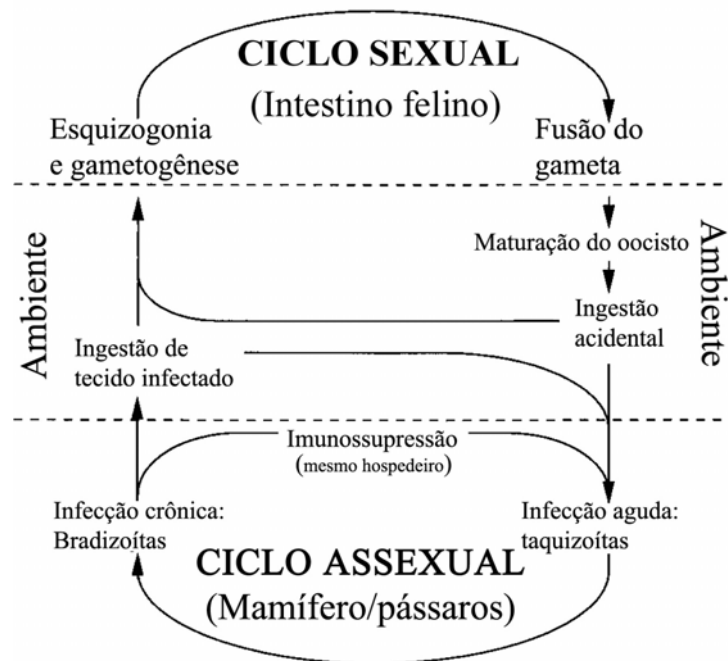 CICLO SEXUAL
(Intestino felino)
Esquizogonia
e gametogênese
Fusão do
gameta
Ambiente
Maturação do oocisto
Ambiente
Ingestão
acidental
Ingestão de
tecido infectado
Imunossupressão
(mesmo hospedeiro)
Infecção crônica:
Bradizoítas
Infecção aguda:
taquizoítas
CICLO ASSEXUAL
(Mamífero/pássaros)